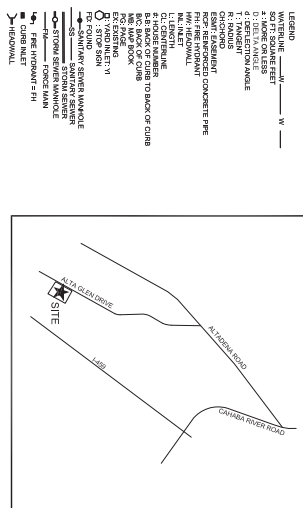 LEGEND
WATERLINE W W
SQ FT: SQUARE FEET
±: MORE OR LESS
D : DELTA ANGLE
Δ : DEFLECTION ANGLE
T : TANGENT
R : RADIUS
CH:CHORD
ESMT: EASEMENT
RCP: REINFORCED CONCRETE PIPE
FH: FIRE HYDRANT
HW: HEADWALL
INL: INLET
L: LENGTH
CL: CENTERLINE
H: HOUSE NUMBER
B-B: BACK OF CURB TO BACK OF CURB
B/C: BACK OF CURB
MB: MAP BOOK
PG: PAGE
EX: EXISTING
: YARD INLET: YI
: STOP SIGN
FD: FOUND
SANITARY SEWER MANHOLE
SS SANITARY SEWER
STORM SEWER
STORM SEWER MANHOLE
FM FORCE MAIN
FIRE HYDRANT = FH
CURB INLET
HEADWALL
ALTA GLEN DRIVE
SITE
ALTADENA ROAD
I-459
CAHABA RIVER ROAD